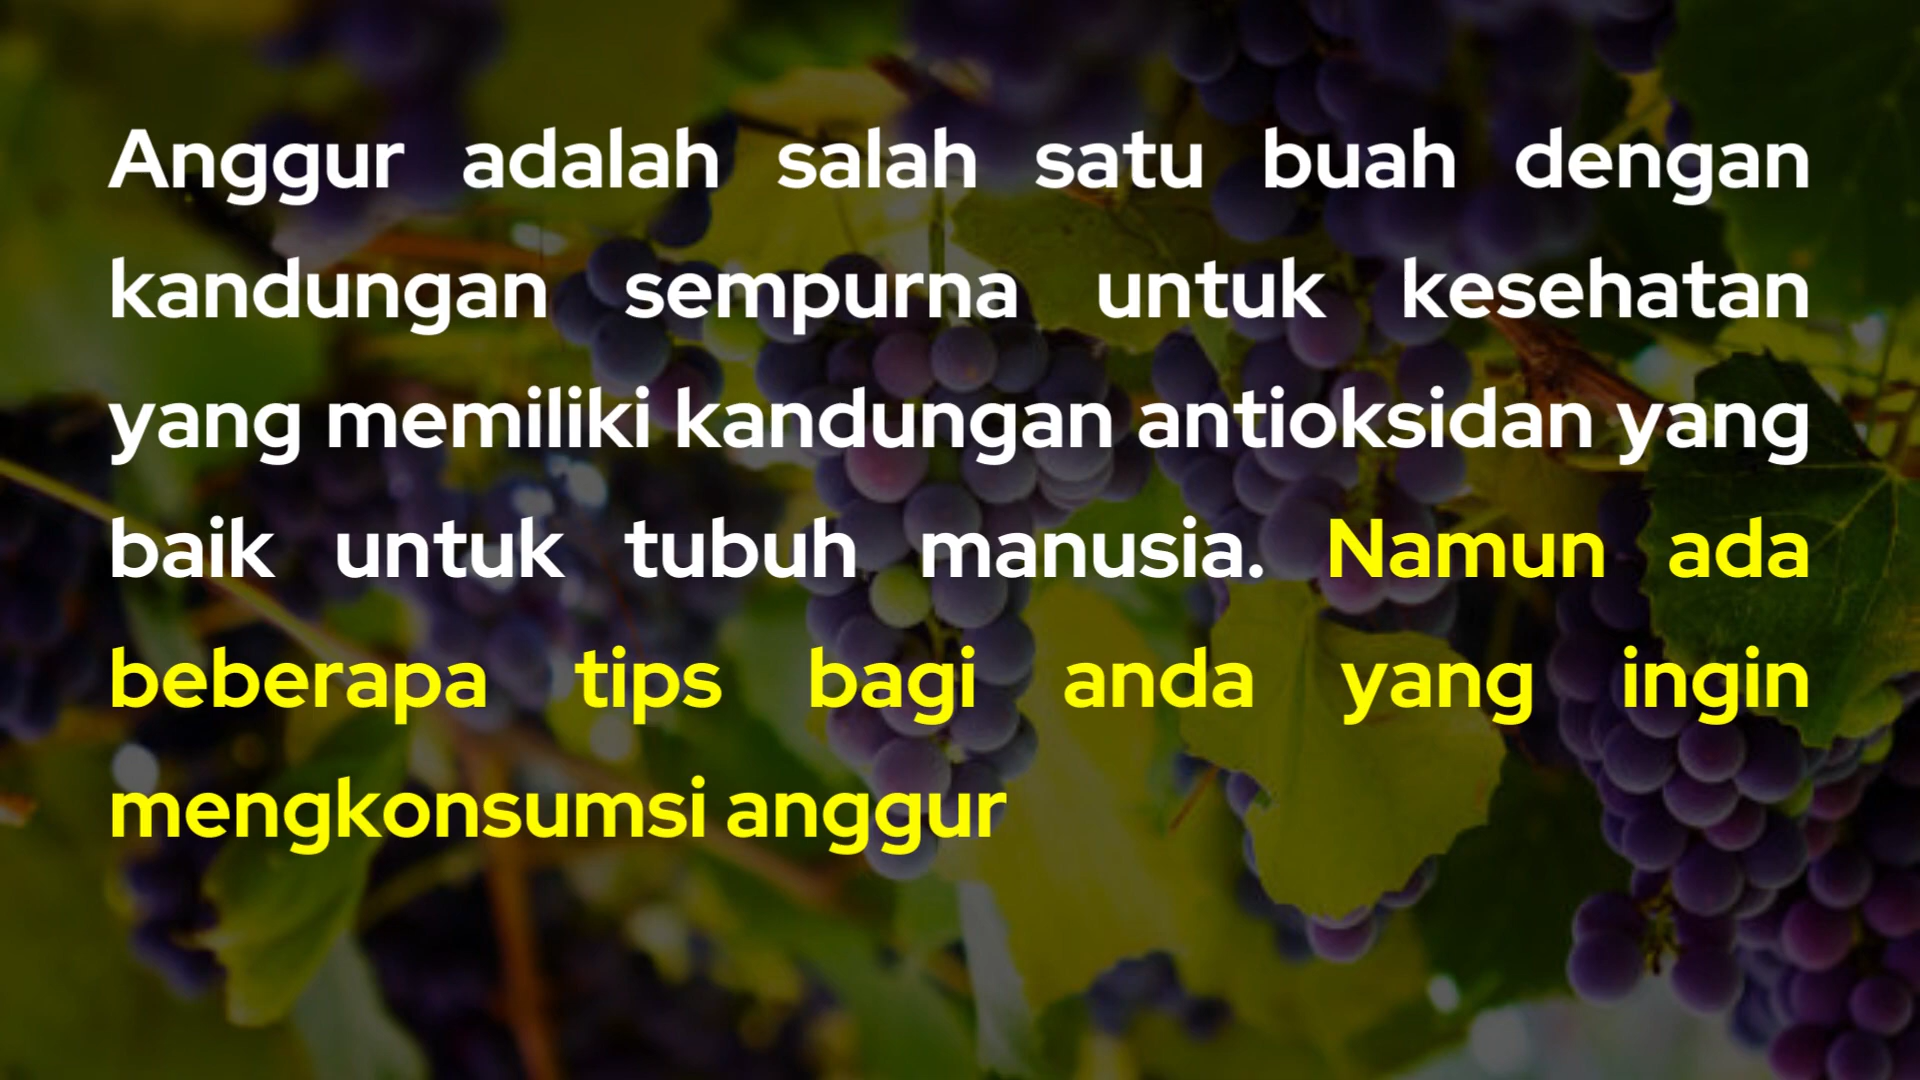 Anggur adalah salah satu buah dengan
kandungan sempurna untuk kesehatan
yang memiliki kandungan antioksidan yang
baik untuk tubuh manusia. Namun ada
beberapa tips bagi anda yang ingin
mengkonsumsi anggur